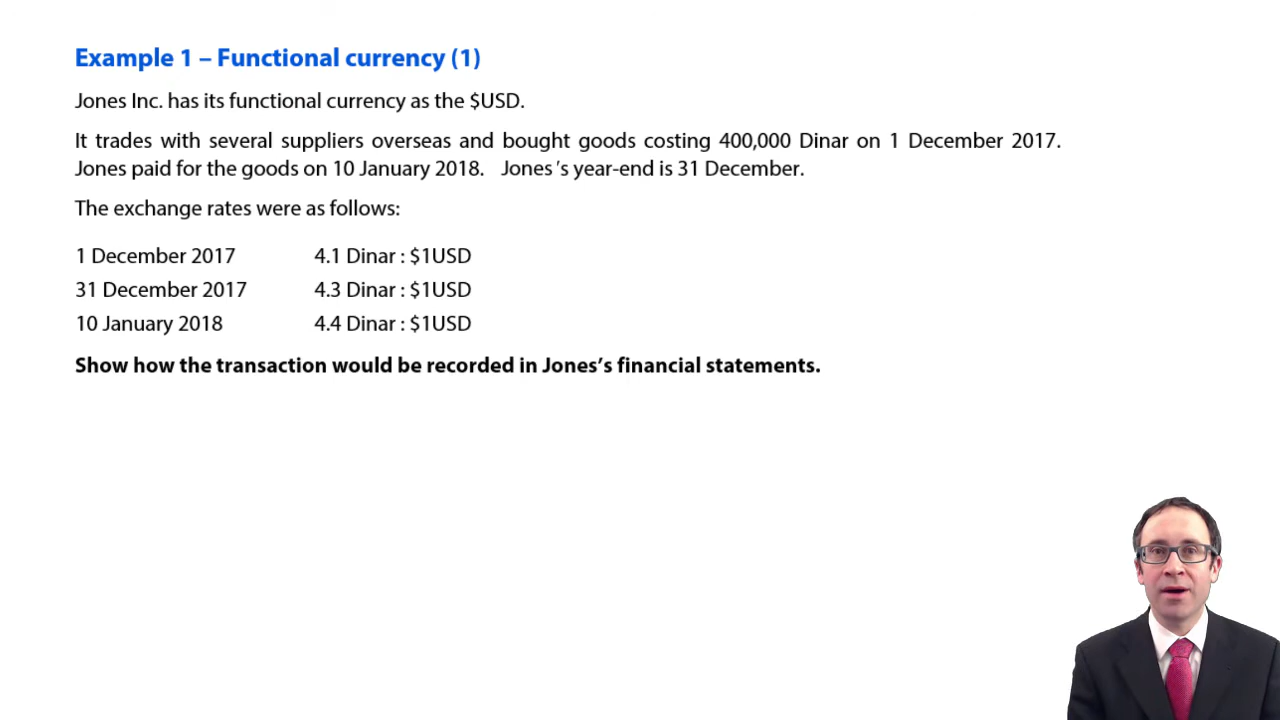 Example 1 – Functional currency (1)
Jones Inc. has its functional currency as the $USD.
It trades with several suppliers overseas and bought goods costing 400,000 Dinar on 1 December 2017.
Jones paid for the goods on 10 January 2018. Jones's year-end is 31 December.
The exchange rates were as follows:
1 December 2017 4.1 Dinar : $1USD
31 December 2017 4.3 Dinar : $1USD
10 January 2018 4.4 Dinar : $1USD
Show how the transaction would be recorded in Jones’s financial statements.